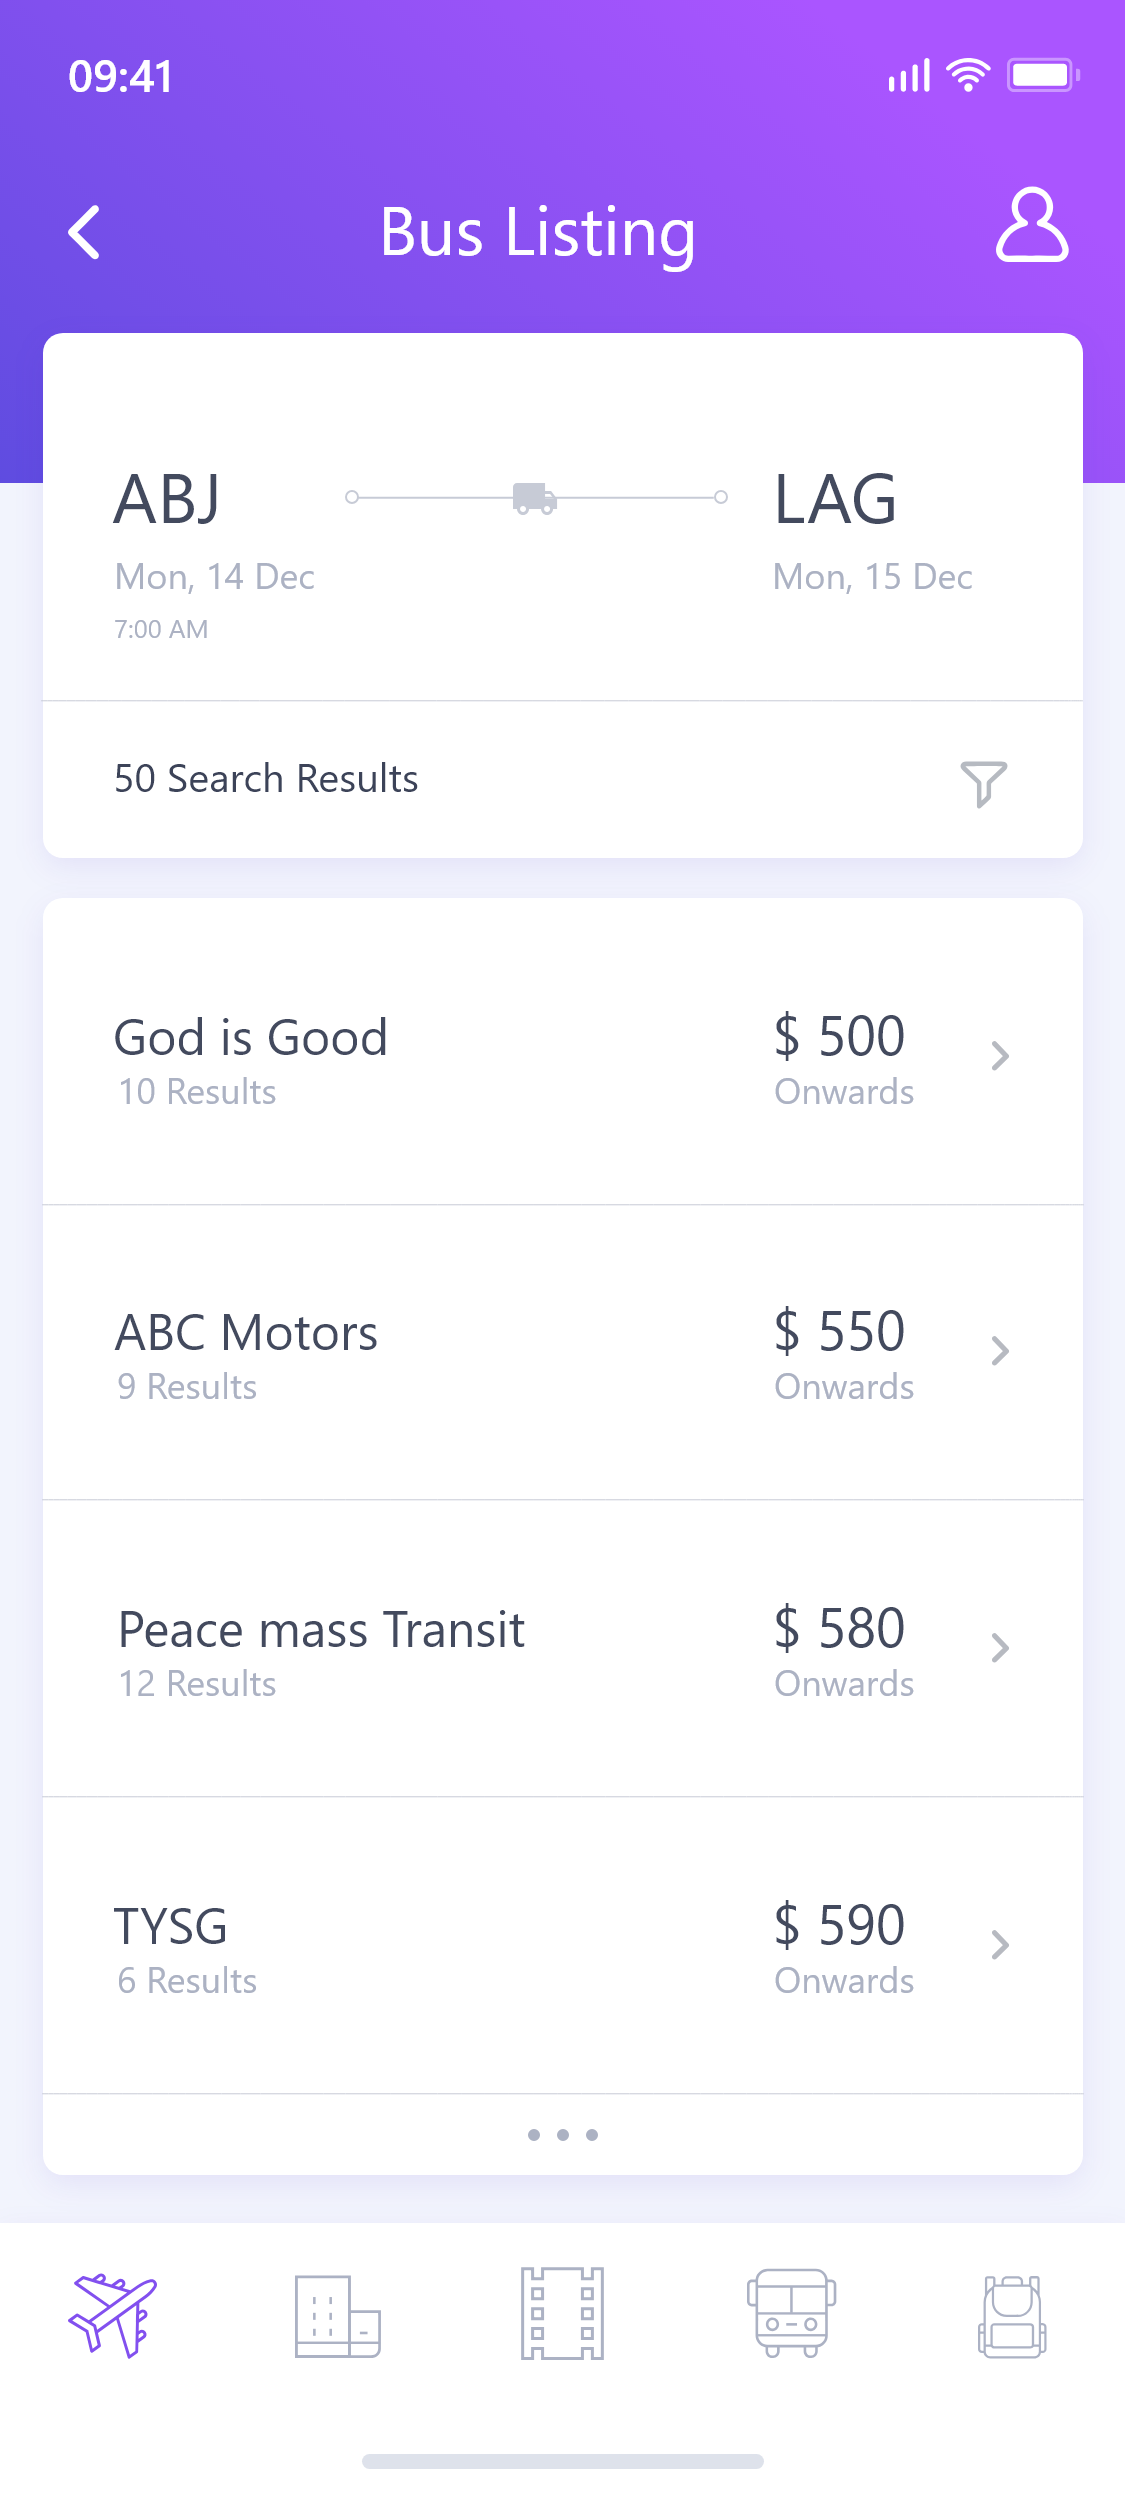 09:41
Bus Listing
ABJ
LAG
Mon, 14 Dec
Mon, 15 Dec
7:00 AM
50 Search Results
God is Good
$ 500
10 Results
Onwards
ABC Motors
$ 550
9 Results
Onwards
Peace mass Transit
$ 580
12 Results
Onwards
TYSG
$ 590
6 Results
Onwards